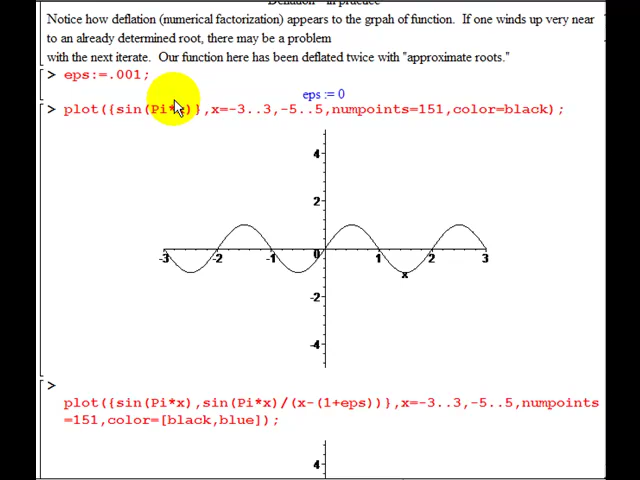 Deflation - in practice
Notice how deflation (numerical factorization) appears to the grpah of function. If one winds up very near
to an already determined root, there may be a problem
with the next iterate. Our function here has been deflated twice with "approximate roots."
> eps:=.001;
eps := 0
> plot({sin(Pi*x)},x=-3..3,-5..5,numpoints=151,color=black);
4
2
-3 -2 -1 0 1 2 3
x
-2
-4
>
plot({sin(Pi*x),sin(Pi*x)/(x-(1+eps))},x=-3..3,-5..5,numpoints
=151,color=[black,blue]);
4